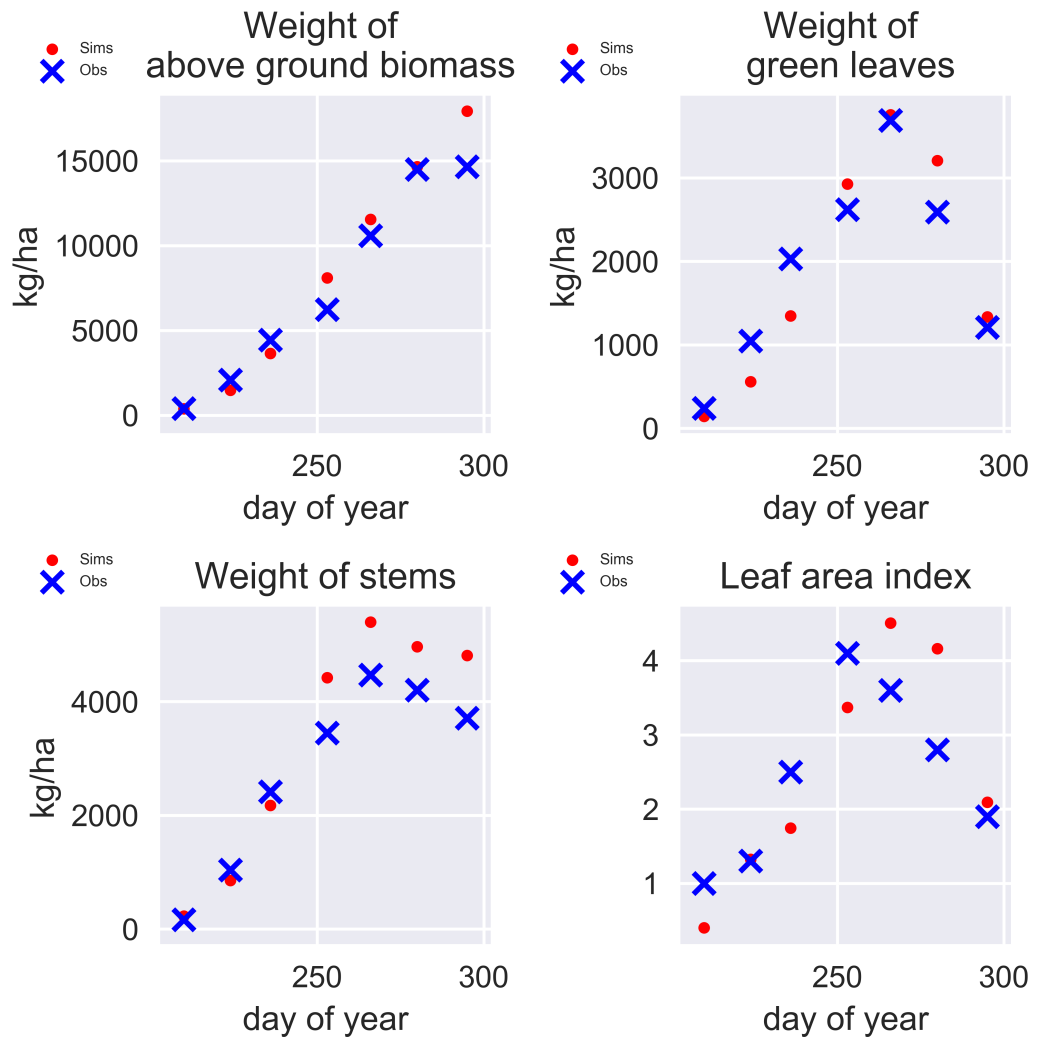 Weight of
above ground biomass
Sims
Obs
15000
10000
5000
0
kg/ha
250
300
day of year
Weight of
green leaves
Sims
Obs
3000
2000
1000
0
kg/ha
250
300
day of year
Weight of stems
Sims
Obs
4000
2000
0
kg/ha
250
300
day of year
Leaf area index
Sims
Obs
4
3
2
1
250
300
day of year